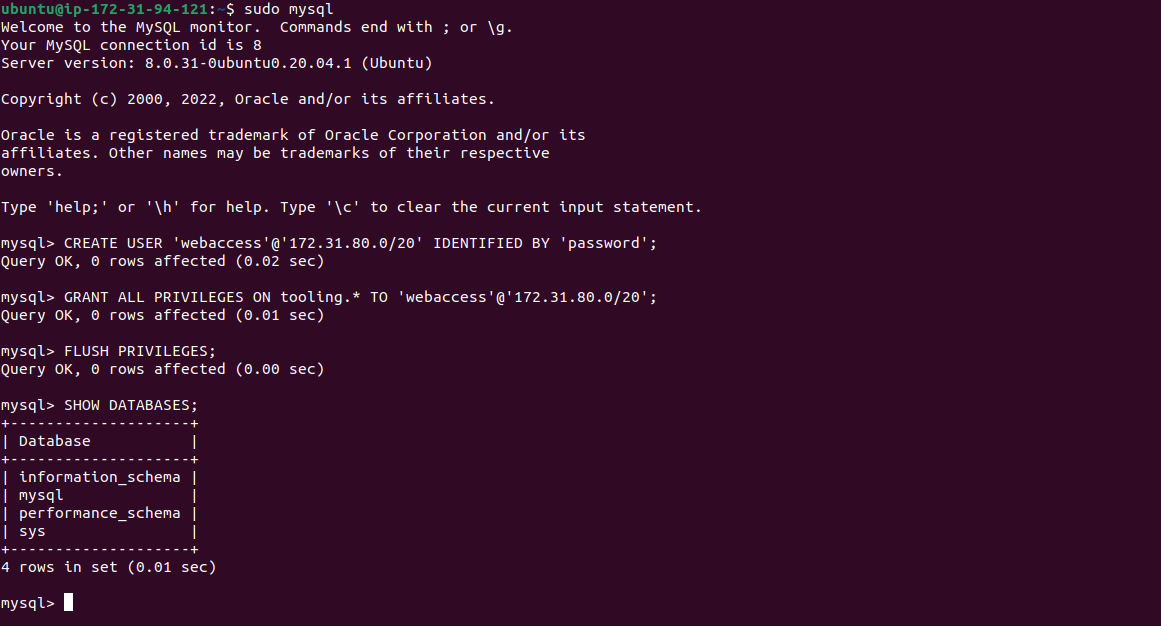 ubuntu@ip-172-31-94-121:~$ sudo mysql
Welcome to the MySQL monitor.  Commands end with ; or \g.
Your MySQL connection id is 8
Server version: 8.0.31-0ubuntu0.20.04.1 (Ubuntu)

Copyright (c) 2000, 2022, Oracle and/or its affiliates.

Oracle is a registered trademark of Oracle Corporation and/or its
affiliates. Other names may be trademarks of their respective
owners.

Type 'help;' or '\h' for help. Type '\c' to clear the current input statement.

mysql> CREATE USER 'webaccess'@'172.31.80.0/20' IDENTIFIED BY 'password';
Query OK, 0 rows affected (0.02 sec)

mysql> GRANT ALL PRIVILEGES ON tooling.* TO 'webaccess'@'172.31.80.0/20';
Query OK, 0 rows affected (0.01 sec)

mysql> FLUSH PRIVILEGES;
Query OK, 0 rows affected (0.00 sec)

mysql> SHOW DATABASES;
+--------------------+
| Database           |
+--------------------+
| information_schema |
| mysql              |
| performance_schema |
| sys                |
+--------------------+
4 rows in set (0.01 sec)

mysql>